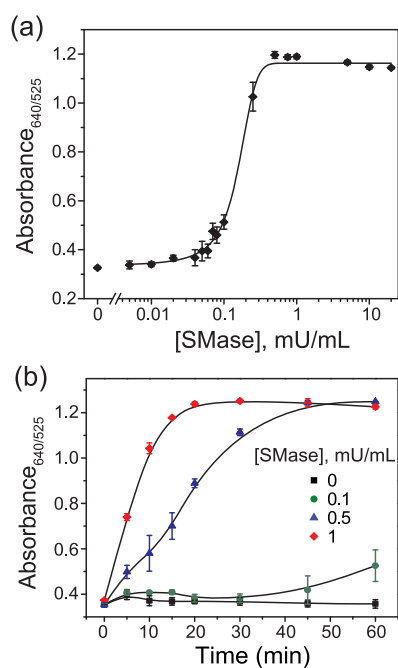 (a)
1.2
1.0
0.8
0.6
0.4
0.2
Absorbance640/525
0 0.01 0.1 1 10
[SMase], mU/mL
(b)
1.2
1.0
0.8
0.6
0.4
Absorbance640/525
[SMase], mU/mL
0
0.1
0.5
1
0 10 20 30 40 50 60
Time (min)